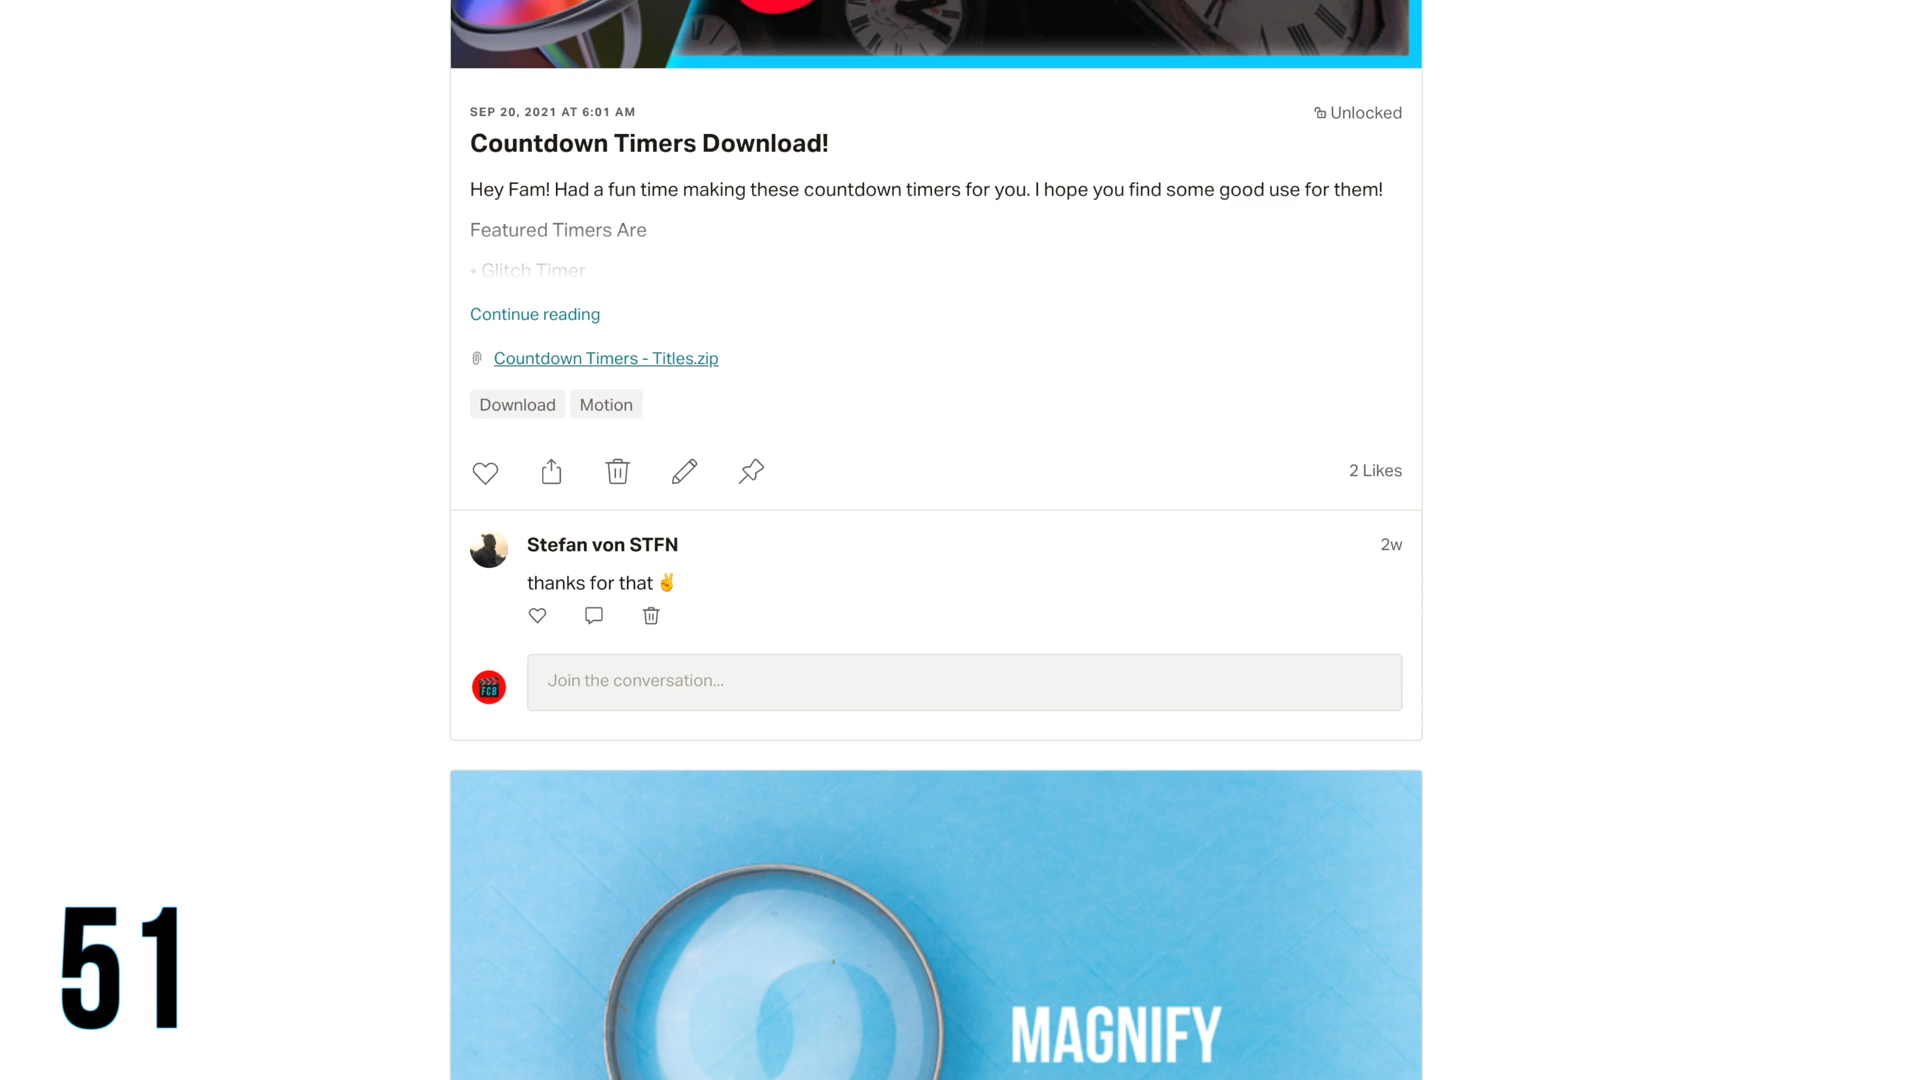 SEP 20, 2021 AT 6:01 AM
Unlocked
Countdown Timers Download!
Hey Fam! Had a fun time making these countdown timers for you. I hope you find some good use for them!
Featured Timers Are
• Glitch Timer
Continue reading
Countdown Timers - Titles.zip
Download
Motion
2 Likes
Stefan von STFN
2w
thanks for that ✌️
FCB
Join the conversation...
51
MAGNIFY